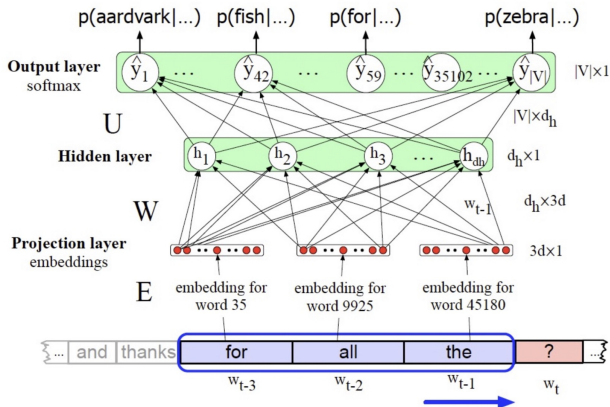 p(aardvark|...) p(fish|...) p(for|...) p(zebra|...)
Output layer
softmax
ŷ1 ... ŷ42 ... ŷ59 ... ŷ35102 ... ŷ|V| |V|×1
U |V|×dh
Hidden layer h1 h2 h3 ... hdh dh×1
W wt-1 dh×3d
Projection layer
embeddings
3d×1
E
embedding for
word 35
embedding for
word 9925
embedding for
word 45180
... and thanks for all the ? ...
wt-3 wt-2 wt-1 wt